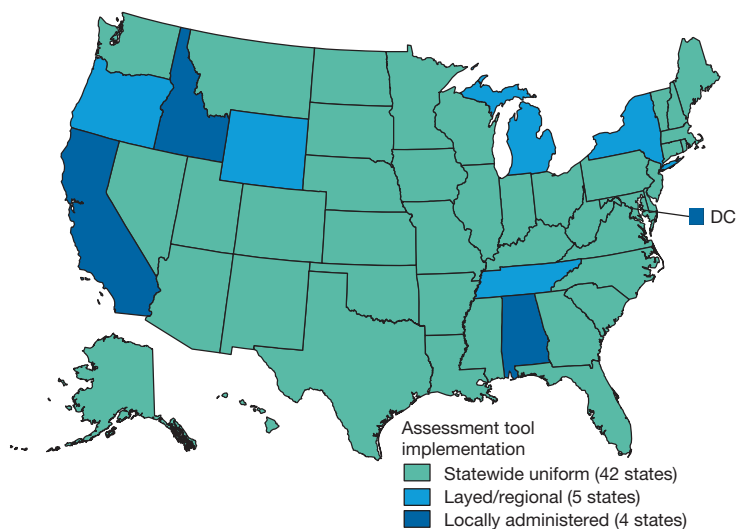 DC
Assessment tool
implementation
Statewide uniform (42 states)
Layed/regional (5 states)
Locally administered (4 states)